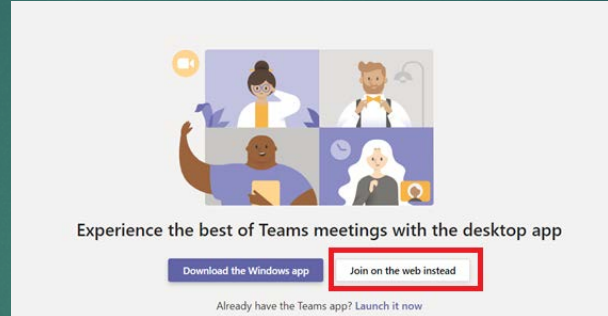 Experience the best of Teams meetings with the desktop app
Download the Windows app
Join on the web instead
Already have the Teams app? Launch it now